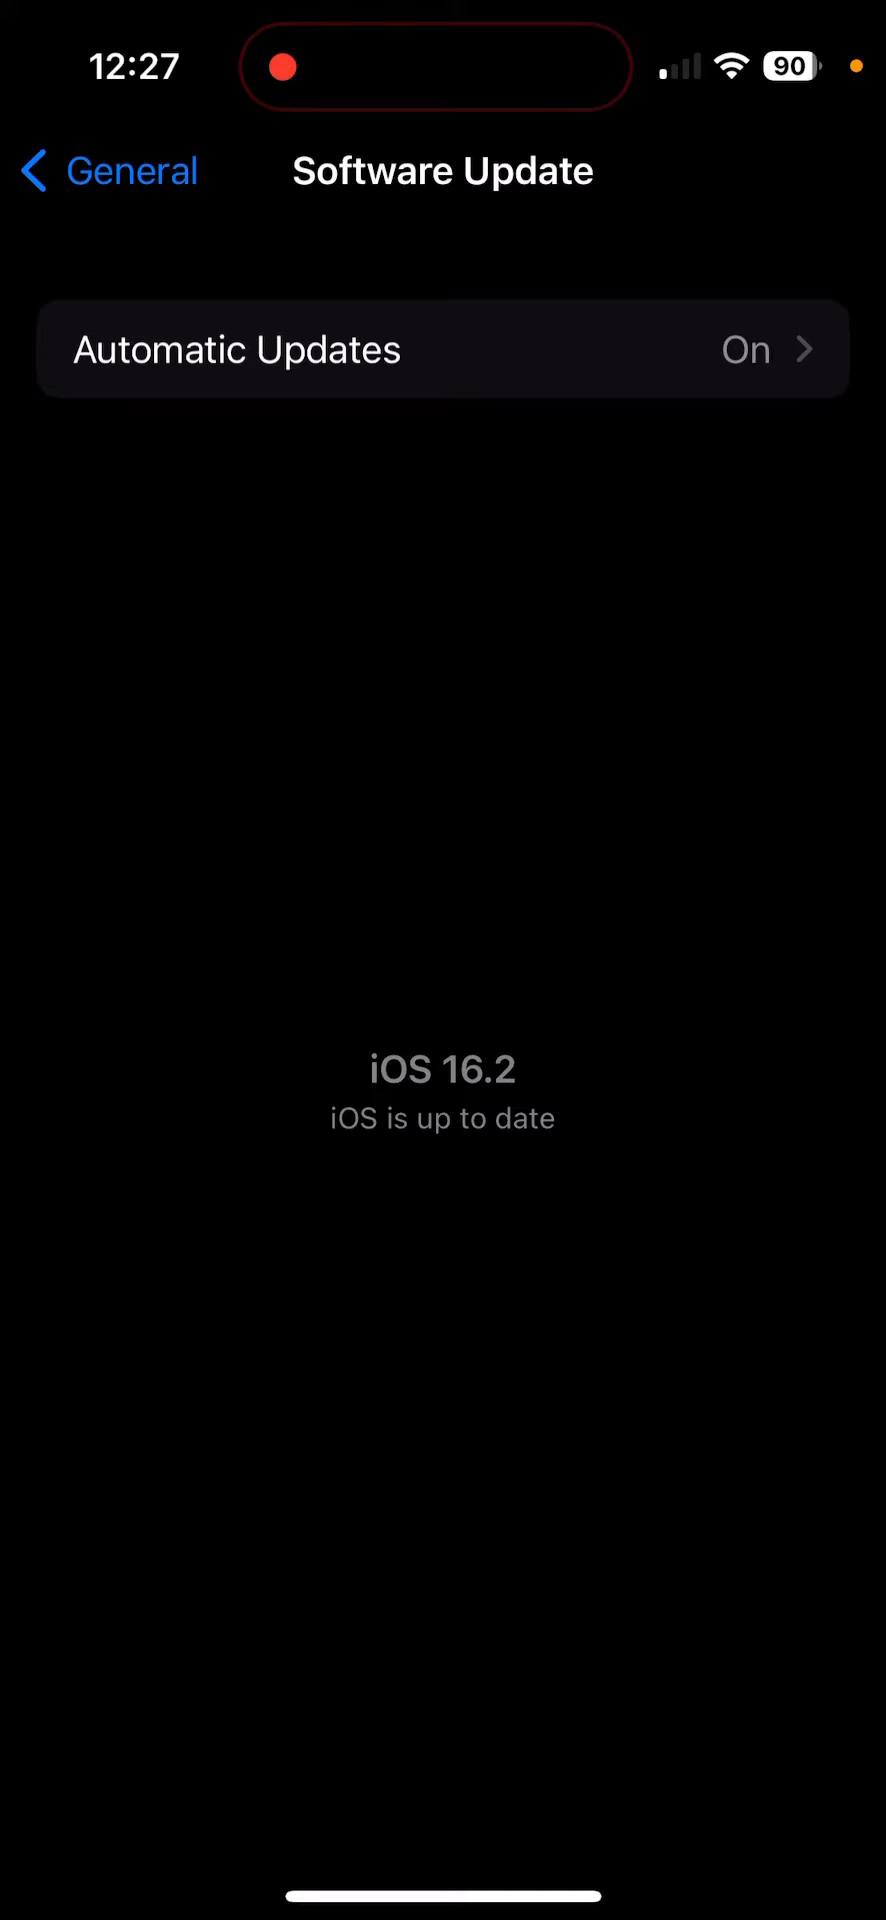 12:27
90
General
Software Update
Automatic Updates On
iOS 16.2
iOS is up to date